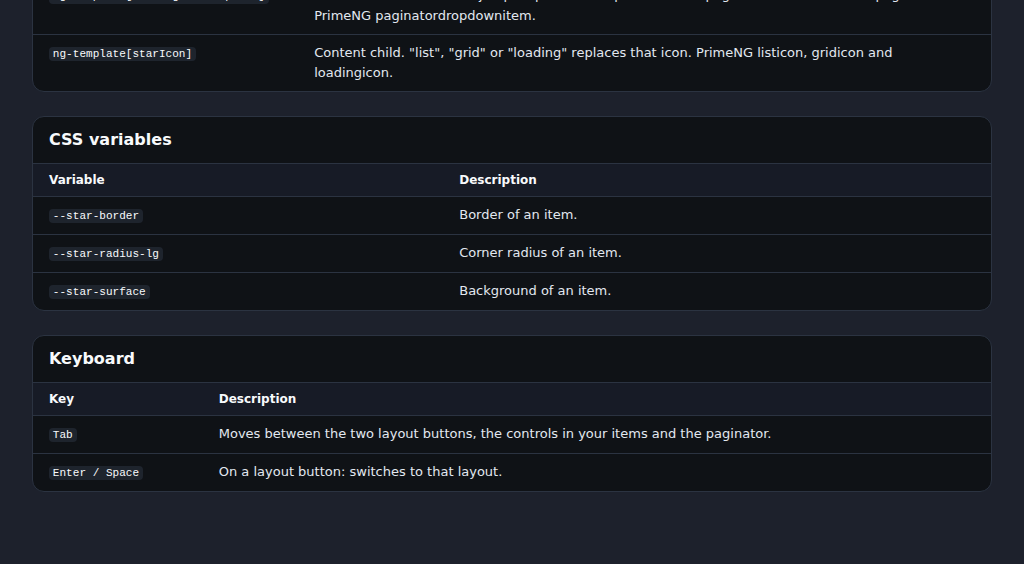 PrimeNG paginatordropdownitem.
ng-template[starIcon]
Content child. "list", "grid" or "loading" replaces that icon. PrimeNG listicon, gridicon and
loadingicon.
CSS variables
Variable
Description
--star-border
Border of an item.
--star-radius-lg
Corner radius of an item.
--star-surface
Background of an item.
Keyboard
Key
Description
Tab
Moves between the two layout buttons, the controls in your items and the paginator.
Enter / Space
On a layout button: switches to that layout.